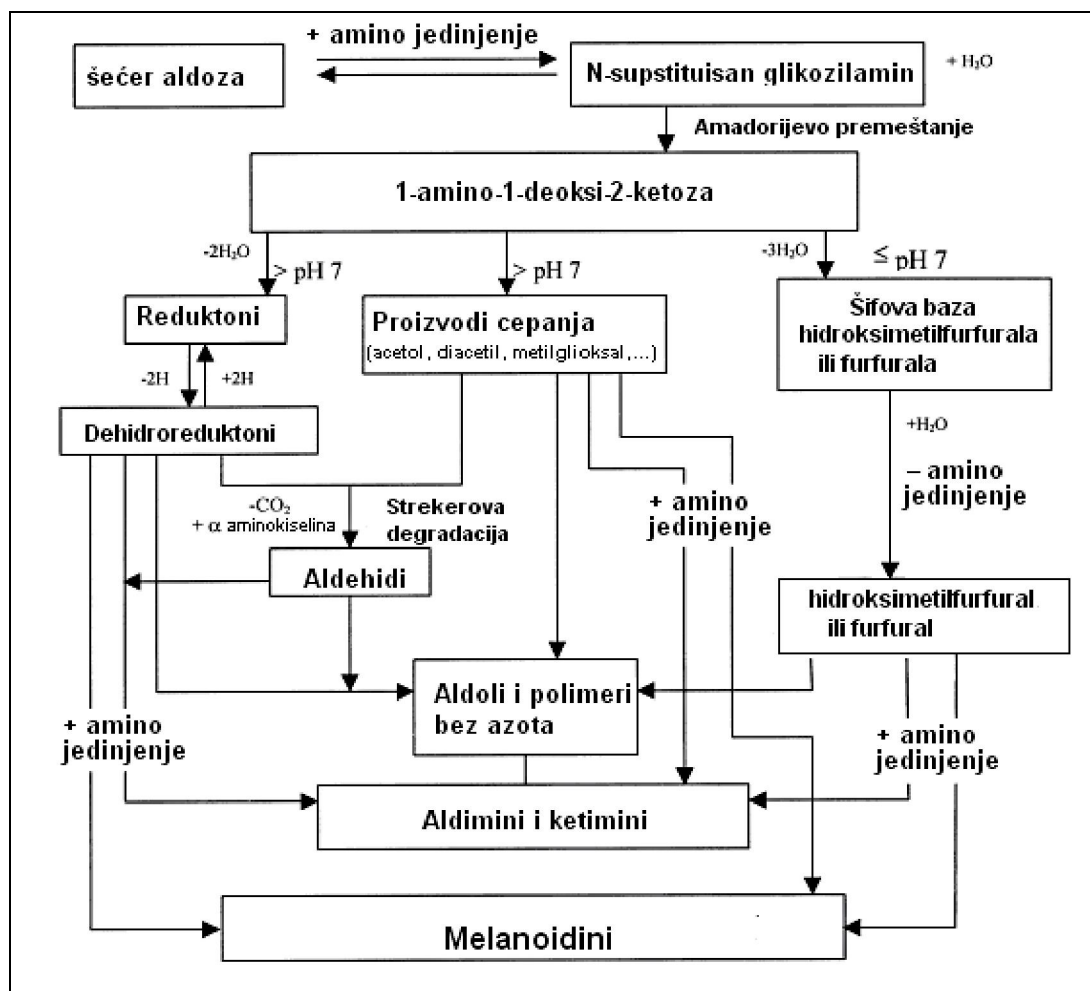 + amino jedinjenje
šećer aldoza
N-supstituisan glikozilamin
+ H₂O
Amadorijevo premeštanje
1-amino-1-deoksi-2-ketoza
-2H₂O
> pH 7
> pH 7
-3H₂O
≤ pH 7
Reduktoni
Proizvodi cepanja
(acetol, diacetil, metilglioksal,...)
Šifova baza
hidroksimetilfurfurala
ili furfurala
-2H
+2H
Dehidroreduktoni
+H₂O
– amino
jedinjenje
-CO₂
+ α aminokiselina
Strekerova
degradacija
+ amino
jedinjenje
Aldehidi
hidroksimetilfurfural
ili furfural
Aldoli i polimeri
bez azota
+ amino
jedinjenje
+ amino
jedinjenje
Aldimini i ketimini
Melanoidini